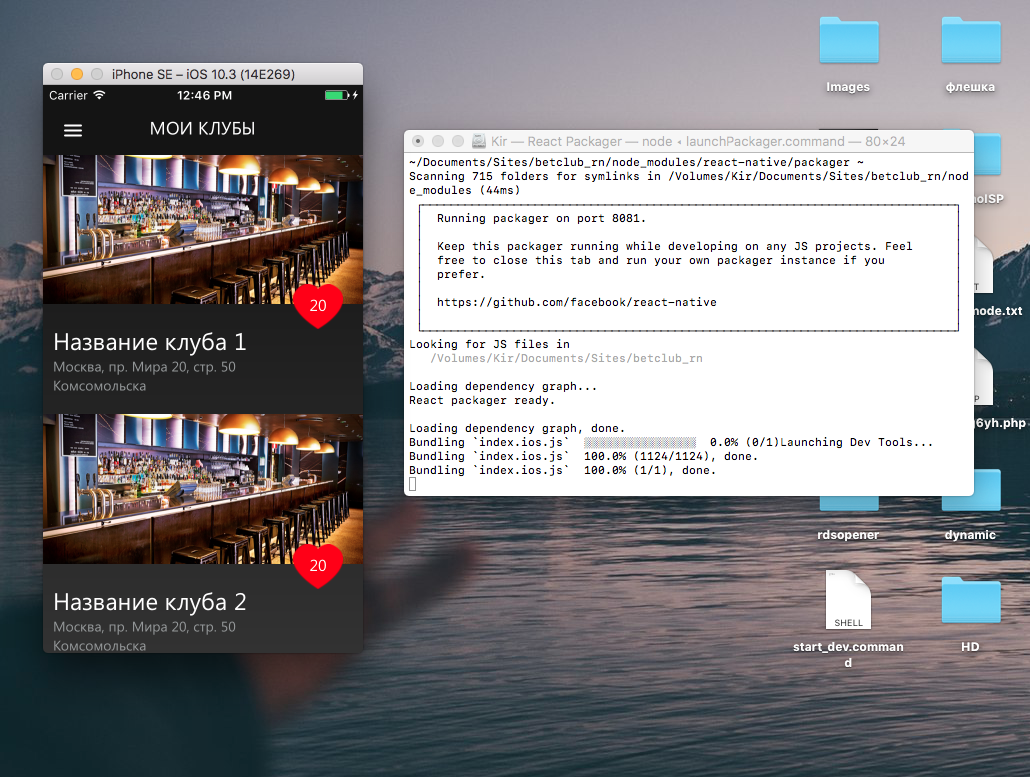 iPhone SE – iOS 10.3 (14E269)
Carrier
12:46 PM
МОИ КЛУБЫ
20
Название клуба 1
Москва, пр. Мира 20, стр. 50
Комсомольска
20
Название клуба 2
Москва, пр. Мира 20, стр. 50
Комсомольска
Kir — React Packager — node ◂ launchPackager.command — 80×24
~/Documents/Sites/betclub_rn/node_modules/react-native/packager ~
Scanning 715 folders for symlinks in /Volumes/Kir/Documents/Sites/betclub_rn/nod
e_modules (44ms)
Running packager on port 8081.
Keep this packager running while developing on any JS projects. Feel
free to close this tab and run your own packager instance if you
prefer.
https://github.com/facebook/react-native
Looking for JS files in
/Volumes/Kir/Documents/Sites/betclub_rn
Loading dependency graph...
React packager ready.
Loading dependency graph, done.
Bundling `index.ios.js` 0.0% (0/1)Launching Dev Tools...
Bundling `index.ios.js` 100.0% (1124/1124), done.
Bundling `index.ios.js` 100.0% (1/1), done.
Images
флешка
oISP
node.txt
6yh.php
rdsopener
dynamic
SHELL
start_dev.comman
d
HD